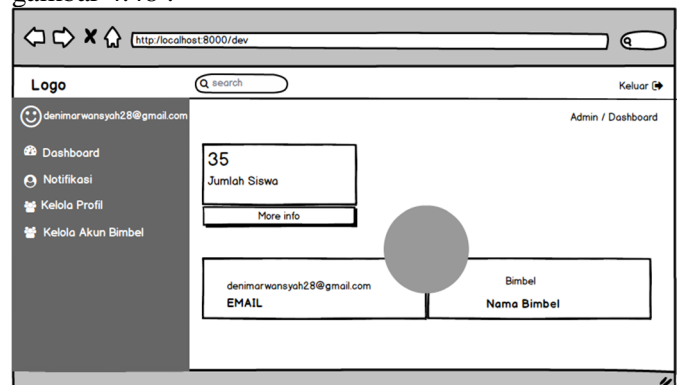 http:/localhost:8000/dev
Logo
search
Keluar
denimarwansyah28@gmail.com
Admin / Dashboard
Dashboard
Notifikasi
Kelola Profil
Kelola Akun Bimbel
35
Jumlah Siswa
More info
denimarwansyah28@gmail.com
EMAIL
Bimbel
Nama Bimbel